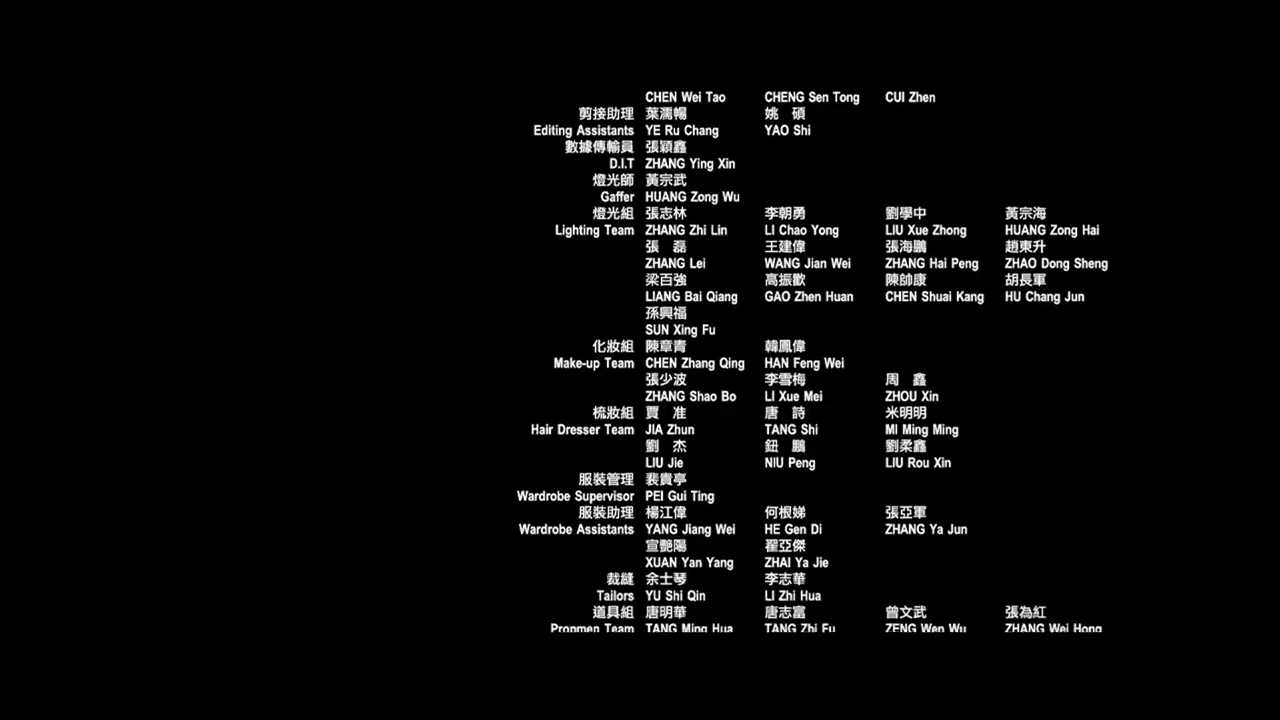 CHEN Wei Tao CHENG Sen Tong CUI Zhen
剪接助理 葉濡暢 姚 碩
Editing Assistants YE Ru Chang YAO Shi
數據傳輸員 張穎鑫
D.I.T ZHANG Ying Xin
燈光師 黃宗武
Gaffer HUANG Zong Wu
燈光組 張志林 李朝勇 劉學中 黃宗海
Lighting Team ZHANG Zhi Lin LI Chao Yong LIU Xue Zhong HUANG Zong Hai
張 磊 王建偉 張海鵬 趙東升
ZHANG Lei WANG Jian Wei ZHANG Hai Peng ZHAO Dong Sheng
梁百強 高振歡 陳帥康 胡長軍
LIANG Bai Qiang GAO Zhen Huan CHEN Shuai Kang HU Chang Jun
孫興福
SUN Xing Fu
化妝組 陳章青 韓鳳偉
Make-up Team CHEN Zhang Qing HAN Feng Wei
張少波 李雪梅 周 鑫
ZHANG Shao Bo LI Xue Mei ZHOU Xin
梳妝組 賈 准 唐 詩 米明明
Hair Dresser Team JIA Zhun TANG Shi MI Ming Ming
劉 杰 鈕 鵬 劉柔鑫
LIU Jie NIU Peng LIU Rou Xin
服裝管理 裴貴亭
Wardrobe Supervisor PEI Gui Ting
服裝助理 楊江偉 何根娣 張亞軍
Wardrobe Assistants YANG Jiang Wei HE Gen Di ZHANG Ya Jun
宣艷陽 翟亞傑
XUAN Yan Yang ZHAI Ya Jie
裁縫 余士琴 李志華
Tailors YU Shi Qin LI Zhi Hua
道具組 唐明華 唐志富 曾文武 張為紅
Propmen Team TANG Ming Hua TANG Zhi Fu ZENG Wen Wu ZHANG Wei Hong